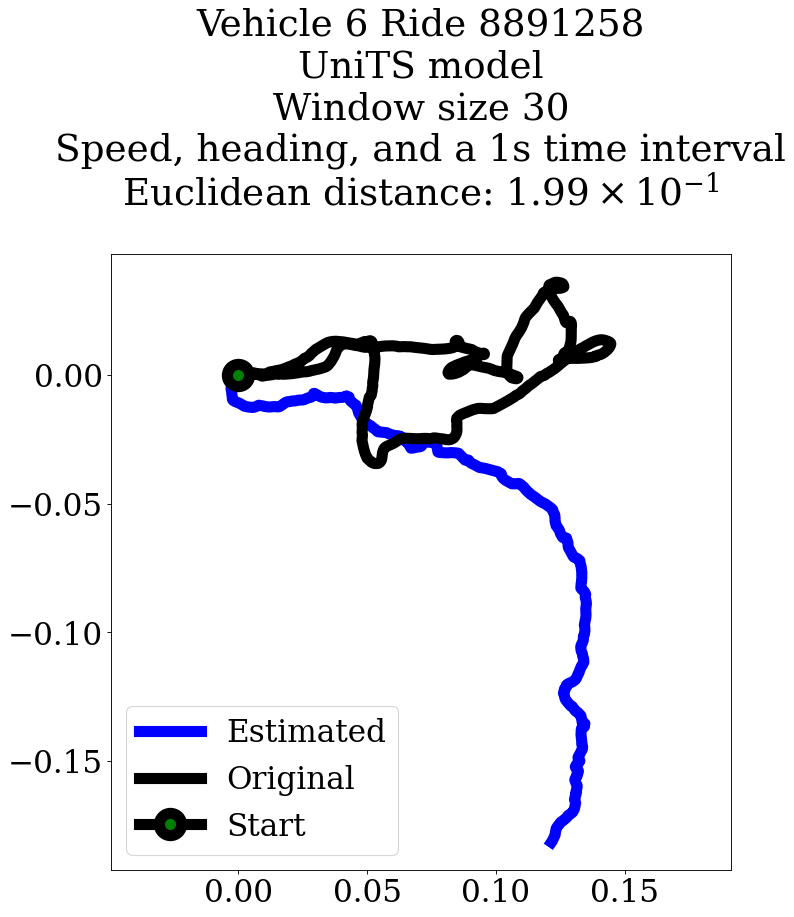 Vehicle 6 Ride 8891258
UniTS model
Window size 30
Speed, heading, and a 1s time interval
Euclidean distance: 1.99 × 10⁻¹
0.00
−0.05
−0.10
−0.15
Estimated
Original
Start
0.00 0.05 0.10 0.15